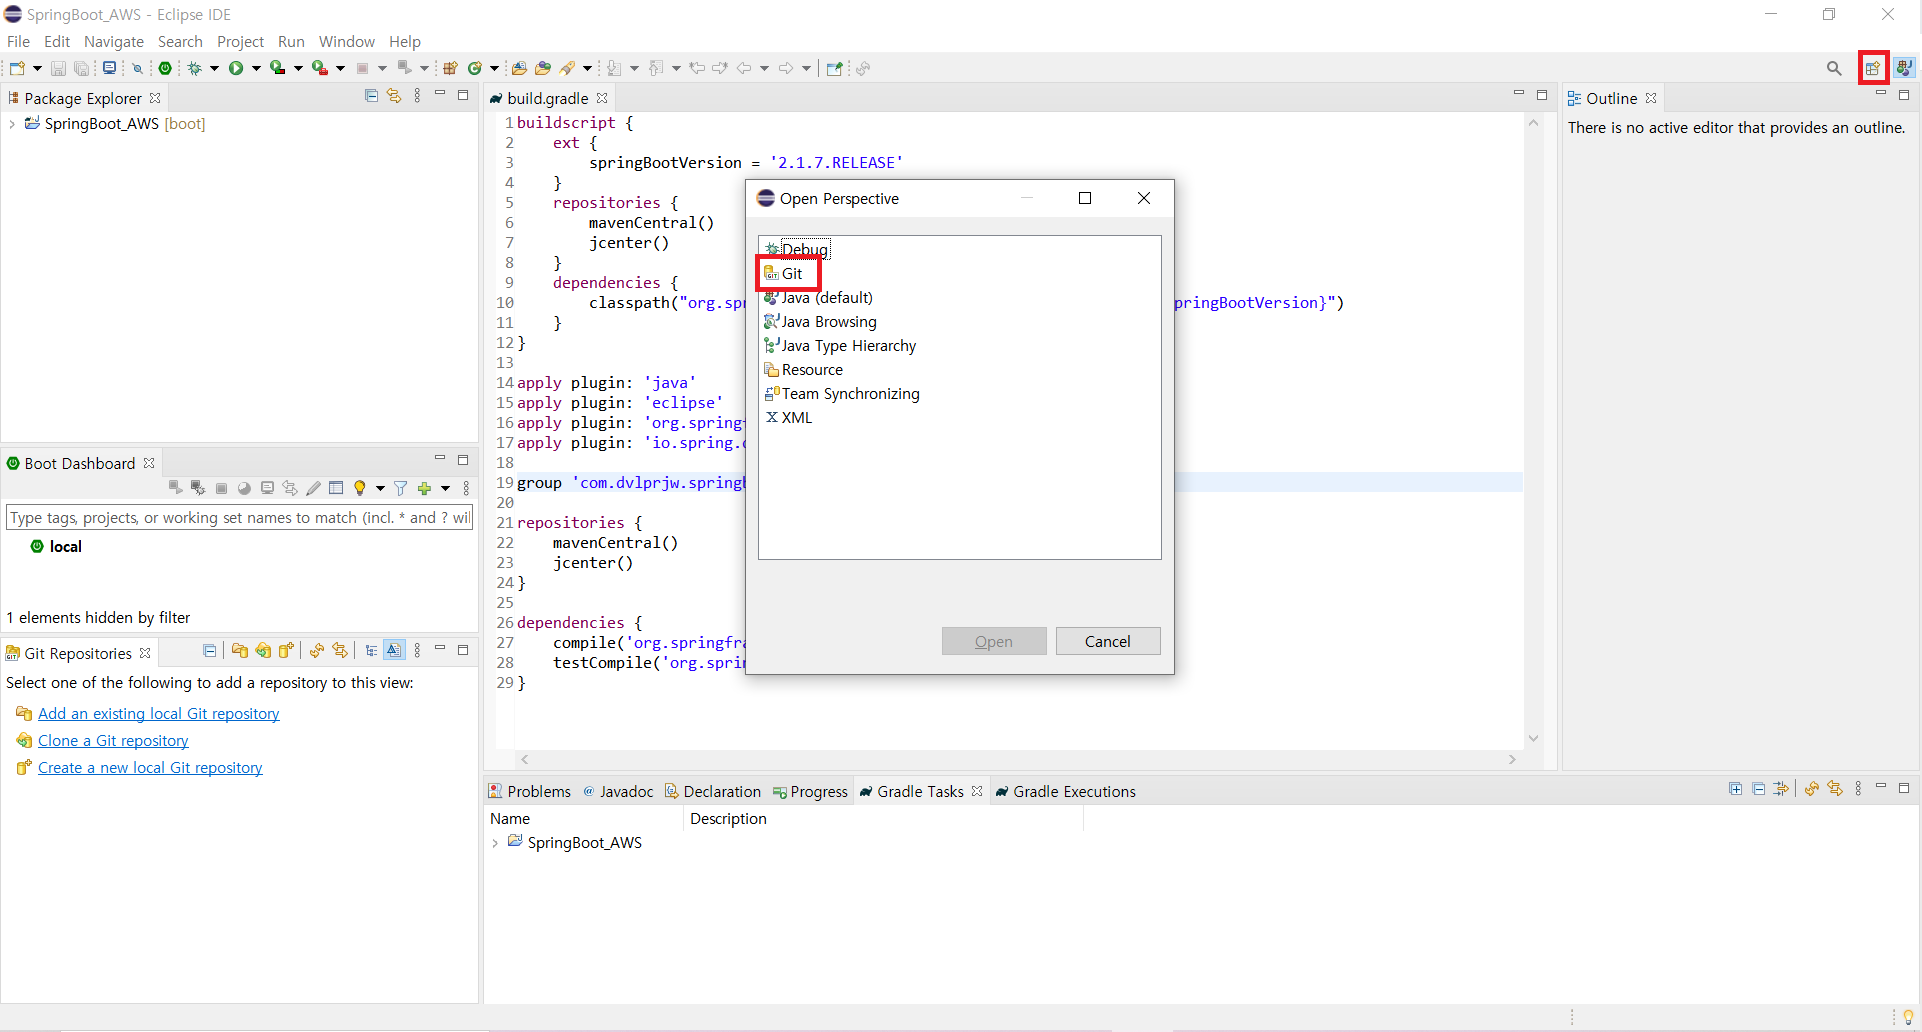 SpringBoot_AWS - Eclipse IDE
File Edit Navigate Search Project Run Window Help
Package Explorer
SpringBoot_AWS [boot]
Boot Dashboard
Type tags, projects, or working set names to match (incl. * and ? wil
local
1 elements hidden by filter
Git Repositories
Select one of the following to add a repository to this view:
Add an existing local Git repository
Clone a Git repository
Create a new local Git repository
build.gradle
1 buildscript {
2     ext {
3         springBootVersion = '2.1.7.RELEASE'
4     }
5     repositories {
6         mavenCentral()
7         jcenter()
8     }
9     dependencies {
10         classpath("org.spr pringBootVersion}")
11     }
12 }
13
14 apply plugin: 'java'
15 apply plugin: 'eclipse'
16 apply plugin: 'org.springf
17 apply plugin: 'io.spring.d
18
19 group 'com.dvlprjw.springb
20
21 repositories {
22     mavenCentral()
23     jcenter()
24 }
25
26 dependencies {
27     compile('org.springfra
28     testCompile('org.sprin
29 }
Open Perspective
Debug
Git
Java (default)
Java Browsing
Java Type Hierarchy
Resource
Team Synchronizing
XML
Open Cancel
Outline
There is no active editor that provides an outline.
Problems Javadoc Declaration Progress Gradle Tasks Gradle Executions
Name Description
SpringBoot_AWS